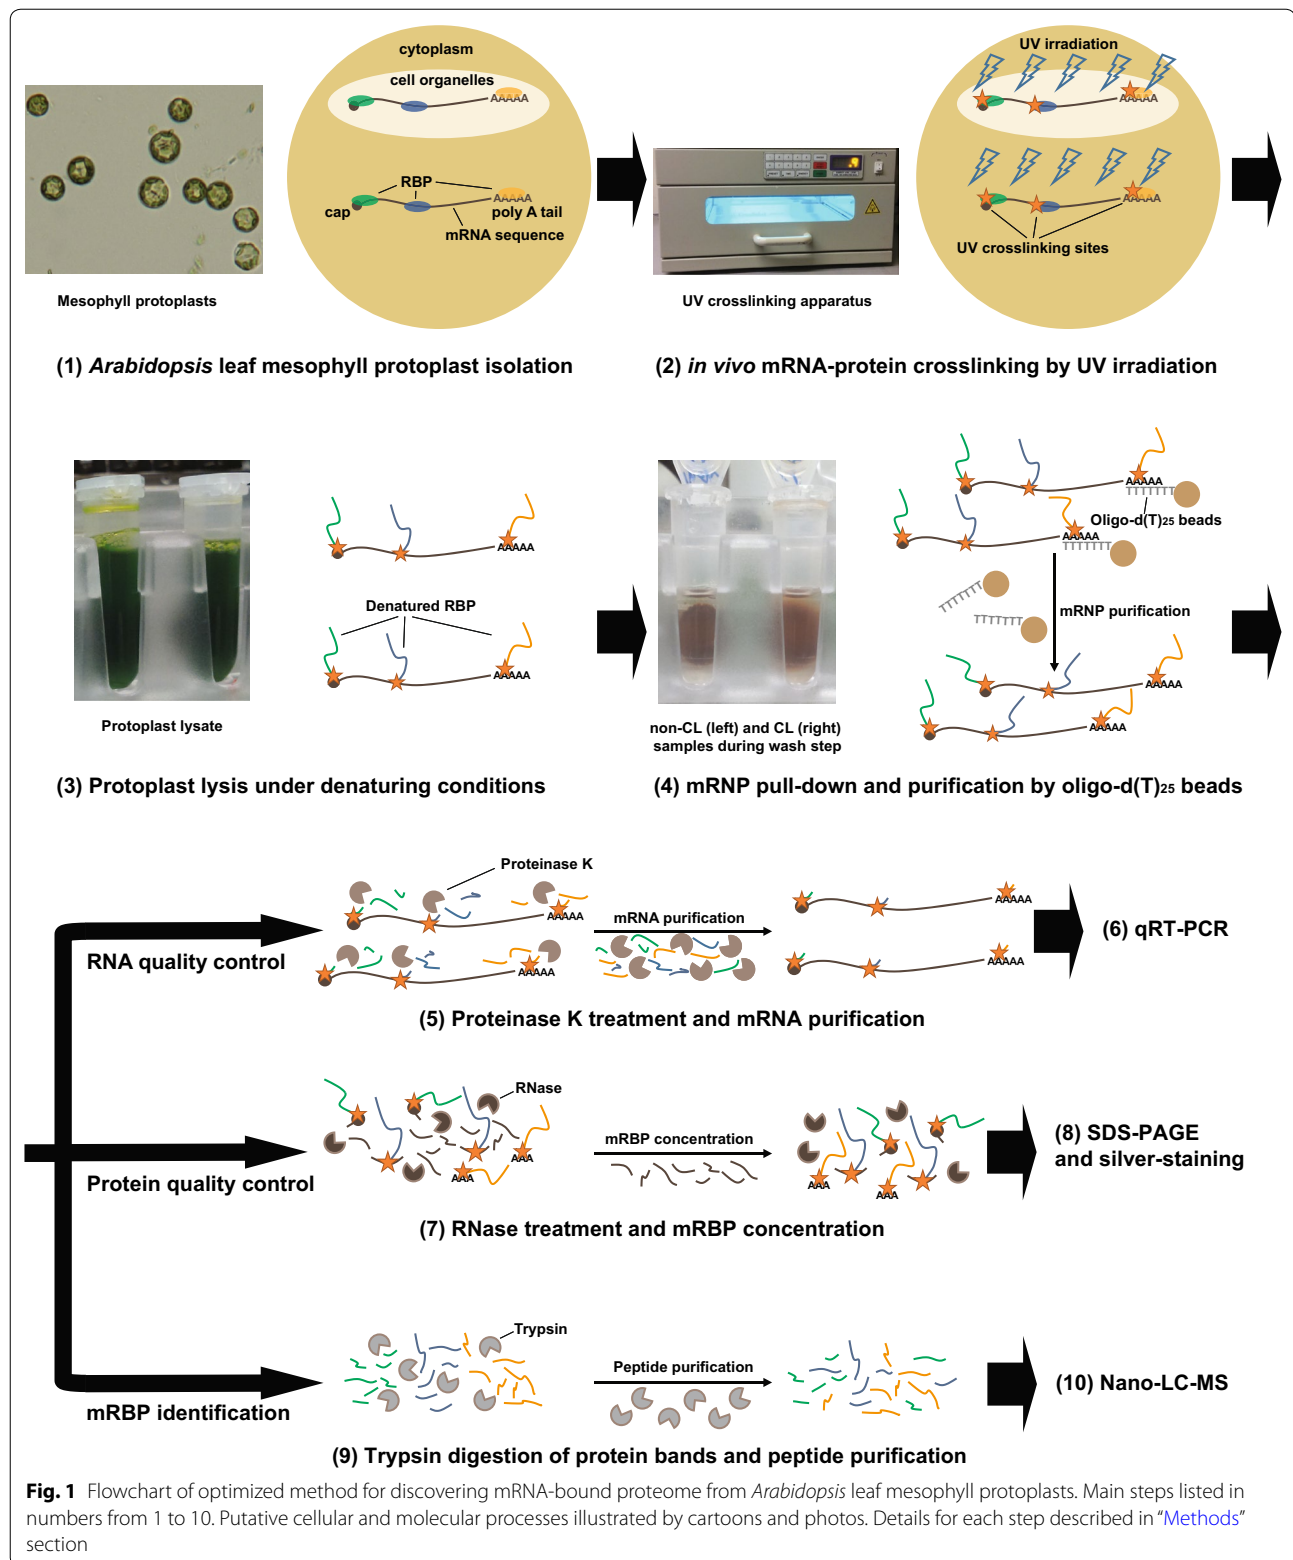 cytoplasm
cell organelles
AAAAA
RBP
cap
AAAAA
poly A tail
mRNA sequence
Mesophyll protoplasts
(1) Arabidopsis leaf mesophyll protoplast isolation
UV irradiation
AAAAA
AAAAA
UV crosslinking sites
UV crosslinking apparatus
(2) in vivo mRNA-protein crosslinking by UV irradiation
AAAAA
Denatured RBP
AAAAA
Protoplast lysate
(3) Protoplast lysis under denaturing conditions
AAAAA
Oligo-d(T)25 beads
AAAAA
mRNP purification
AAAAA
AAAAA
non-CL (left) and CL (right)
samples during wash step
(4) mRNP pull-down and purification by oligo-d(T)25 beads
Proteinase K
AAAAA
mRNA purification
AAAAA
RNA quality control
AAAAA
AAAAA
(6) qRT-PCR
(5) Proteinase K treatment and mRNA purification
RNase
AAA
AAA
mRBP concentration
AAA
AAA
Protein quality control
(8) SDS-PAGE
and silver-staining
(7) RNase treatment and mRBP concentration
Trypsin
Peptide purification
mRBP identification
(10) Nano-LC-MS
(9) Trypsin digestion of protein bands and peptide purification
Fig. 1 Flowchart of optimized method for discovering mRNA-bound proteome from Arabidopsis leaf mesophyll protoplasts. Main steps listed in
numbers from 1 to 10. Putative cellular and molecular processes illustrated by cartoons and photos. Details for each step described in “Methods”
section